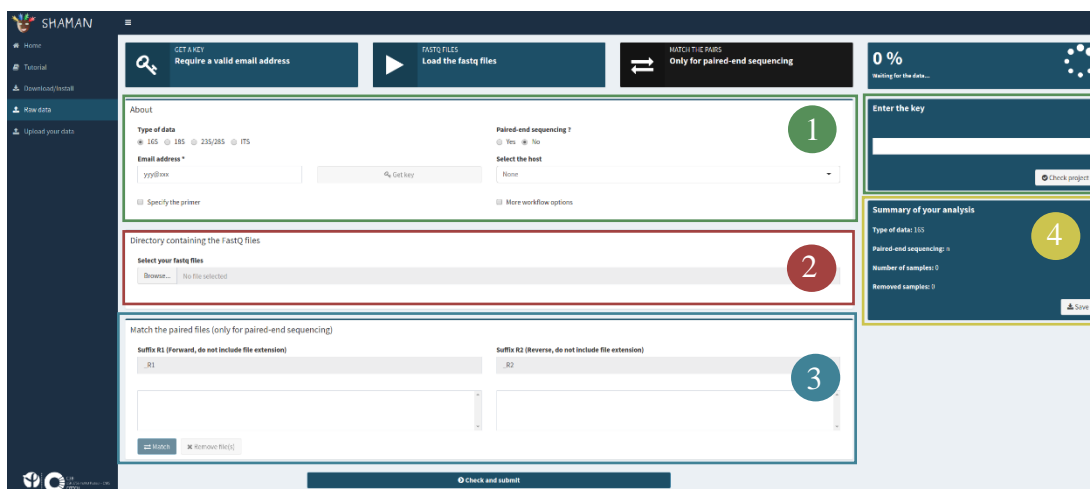 SHAMAN
Home
Tutorial
Download/Install
Raw data
Upload your data
GET A KEY
Require a valid email address
FASTQ FILES
Load the fastq files
MATCH THE PAIRS
Only for paired-end sequencing
0 %
Waiting for the data...
About
1
Type of data
16S 18S 23S/28S ITS
Paired-end sequencing ?
Yes No
Email address *
yyy@xxx
Get key
Select the host
None
Specify the primer
More workflow options
Directory containing the FastQ files
2
Select your fastq files
Browse... No file selected
Match the paired files (only for paired-end sequencing)
Suffix R1 (Forward, do not include file extension)
_R1
Suffix R2 (Reverse, do not include file extension)
_R2
3
Match
Remove file(s)
Check and submit
Enter the key
Check project
Summary of your analysis
4
Type of data: 16S
Paired-end sequencing: n
Number of samples: 0
Removed samples: 0
Save